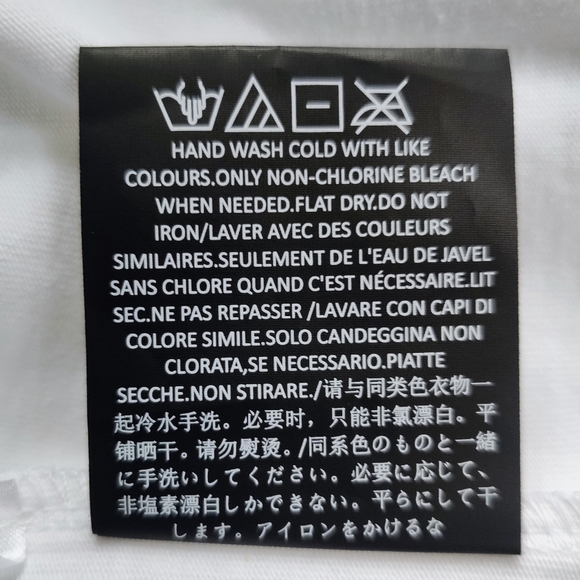 HAND WASH COLD WITH LIKE
COLOURS.ONLY NON-CHLORINE BLEACH
WHEN NEEDED.FLAT DRY.DO NOT
IRON/LAVER AVEC DES COULEURS
SIMILAIRES.SEULEMENT DE L'EAU DE JAVEL
SANS CHLORE QUAND C'EST NÉCESSAIRE.LIT
SEC.NE PAS REPASSER /LAVARE CON CAPI DI
COLORE SIMILE.SOLO CANDEGGINA NON
CLORATA,SE NECESSARIO.PIATTE
SECCHE.NON STIRARE./请与同类色衣物一
起冷水手洗。必要时，只能非氯漂白。平
铺晒干。请勿熨烫。/同系色のものと一緒
に手洗いしてください。必要に応じて、
非塩素漂白しかできない。平らにして干
します。アイロンをかけるな